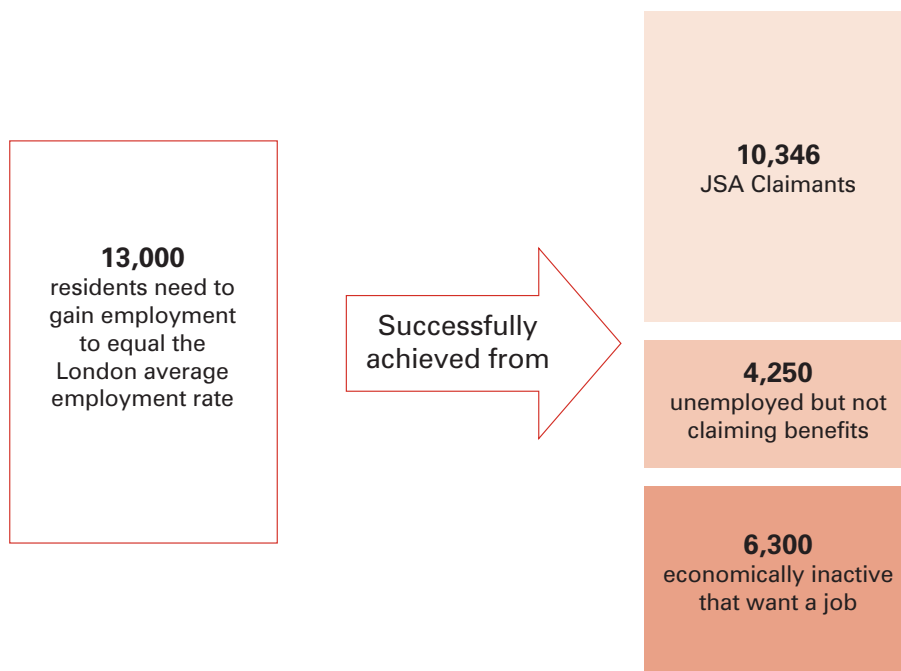 13,000
residents need to
gain employment
to equal the
London average
employment rate
Successfully
achieved from
10,346
JSA Claimants
4,250
unemployed but not
claiming benefits
6,300
economically inactive
that want a job